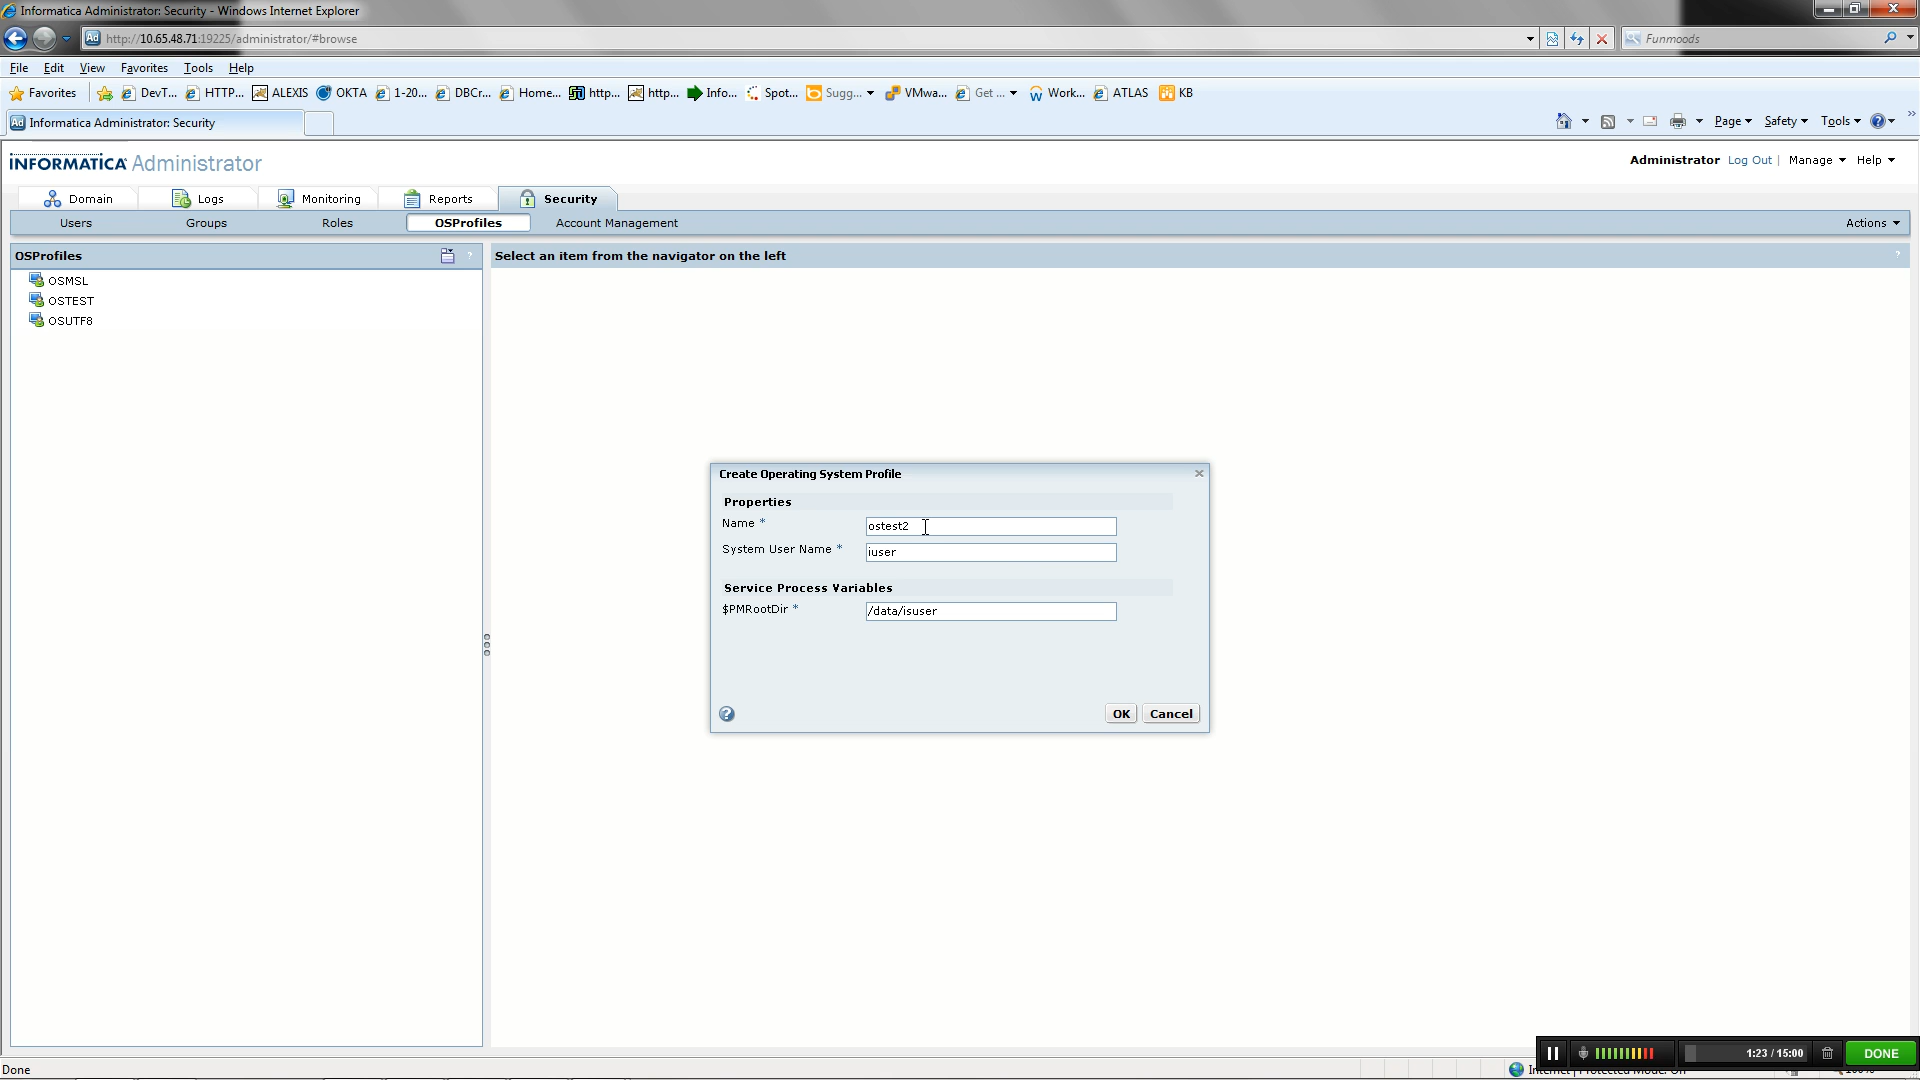 Informatica Administrator: Security - Windows Internet Explorer
http://10.65.48.71:19225/administrator/#browse
Funmoods
File Edit View Favorites Tools Help
Favorites DevT... HTTP... ALEXIS OKTA 1-20... DBCr... Home... http... http... Info... Spot... Sugg... VMwa... Get ... Work... ATLAS KB
Informatica Administrator: Security
Page Safety Tools
INFORMATICA Administrator
Administrator Log Out | Manage Help
Domain Logs Monitoring Reports Security
Users Groups Roles OSProfiles Account Management Actions
OSProfiles
Select an item from the navigator on the left
OSMSL
OSTEST
OSUTF8
Create Operating System Profile
Properties
Name * ostest2
System User Name * iuser
Service Process Variables
$PMRootDir * /data/isuser
OK Cancel
1:23 / 15:00 DONE
Done